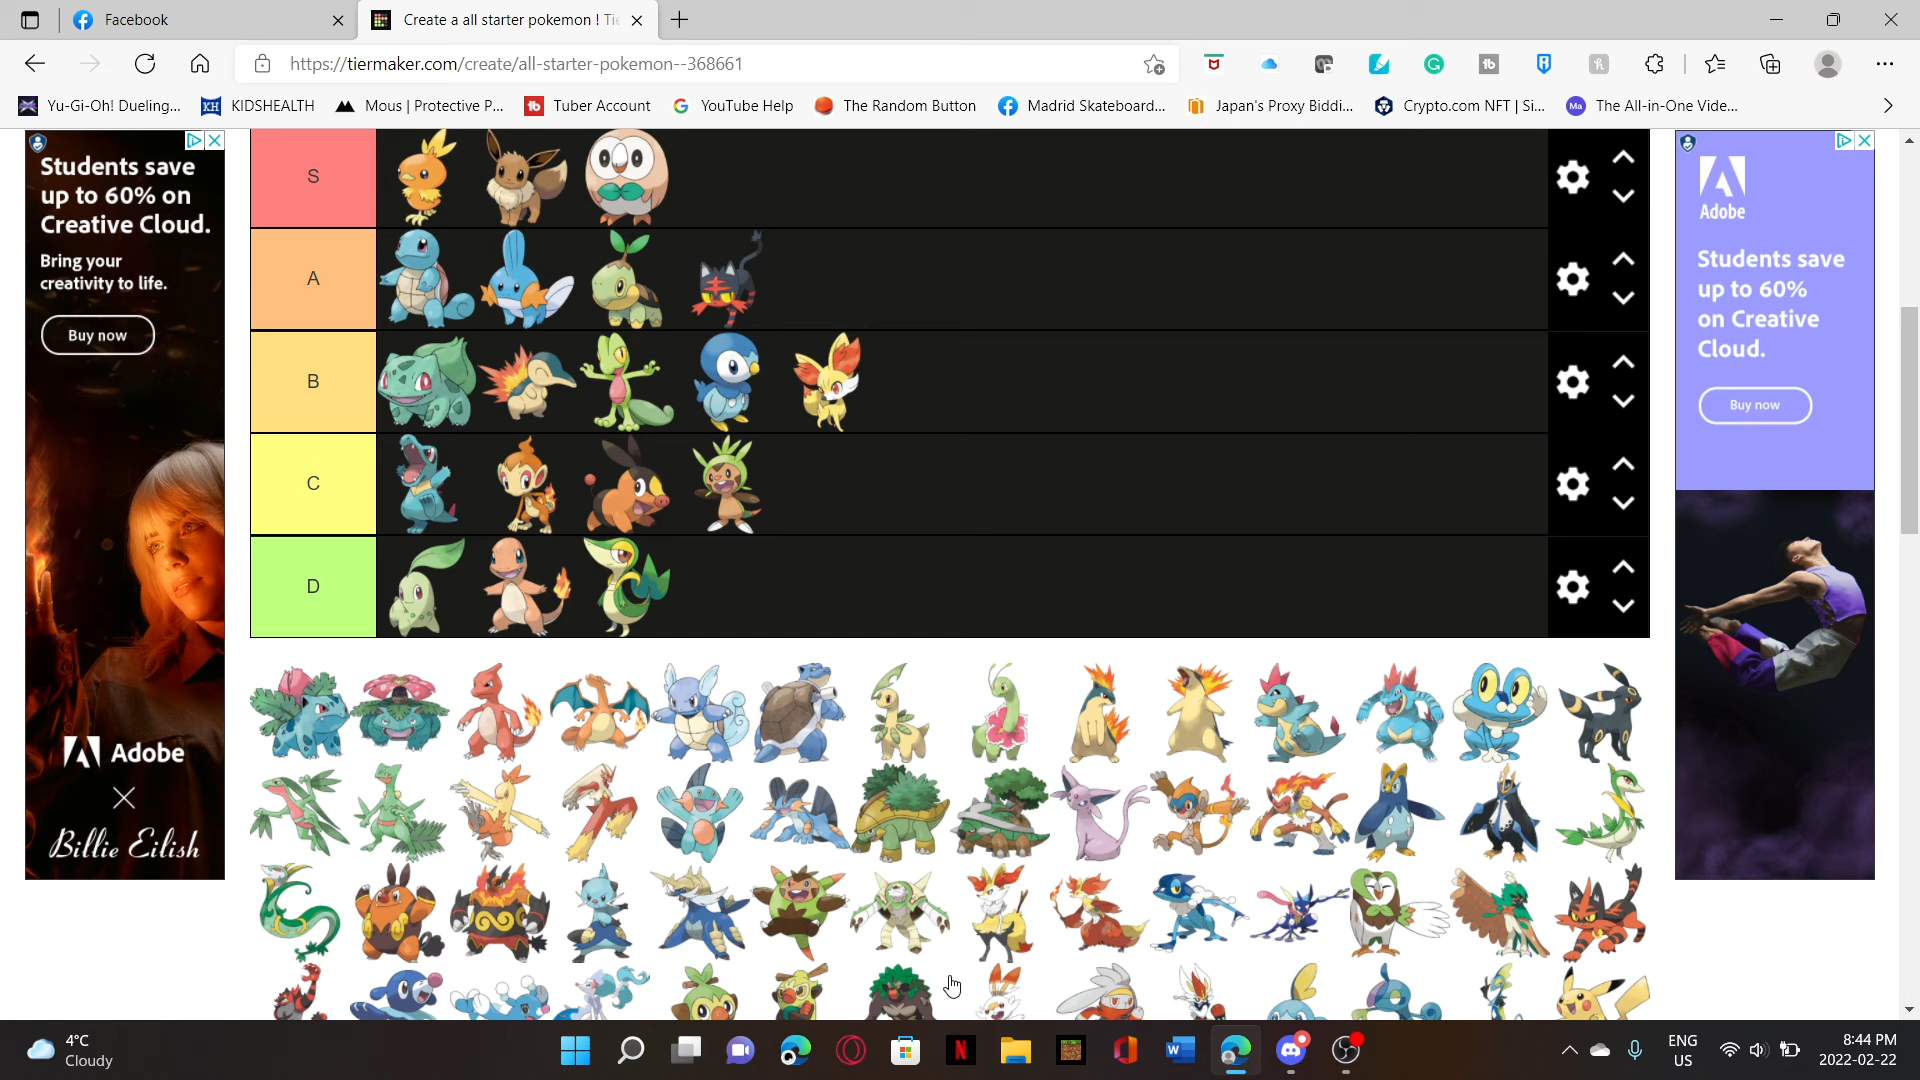 Facebook
Create a all starter pokemon ! Tie
https://tiermaker.com/create/all-starter-pokemon--368661
Yu-Gi-Oh! Dueling...
KH KIDSHEALTH
Mous | Protective P...
Tuber Account
YouTube Help
The Random Button
Madrid Skateboard...
Japan's Proxy Biddi...
Crypto.com NFT | Si...
Ma The All-in-One Vide...
Students save
up to 60% on
Creative Cloud.
Bring your
creativity to life.
Buy now
Adobe
Billie Eilish
S
A
B
C
D
Adobe
Students save
up to 60%
on Creative
Cloud.
Buy now
4°C
Cloudy
ENG
US
8:44 PM
2022-02-22